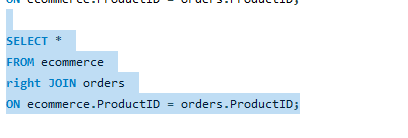 ON ecommerce.ProductID = orders.ProductID;
SELECT *
FROM ecommerce
right JOIN orders
ON ecommerce.ProductID = orders.ProductID;